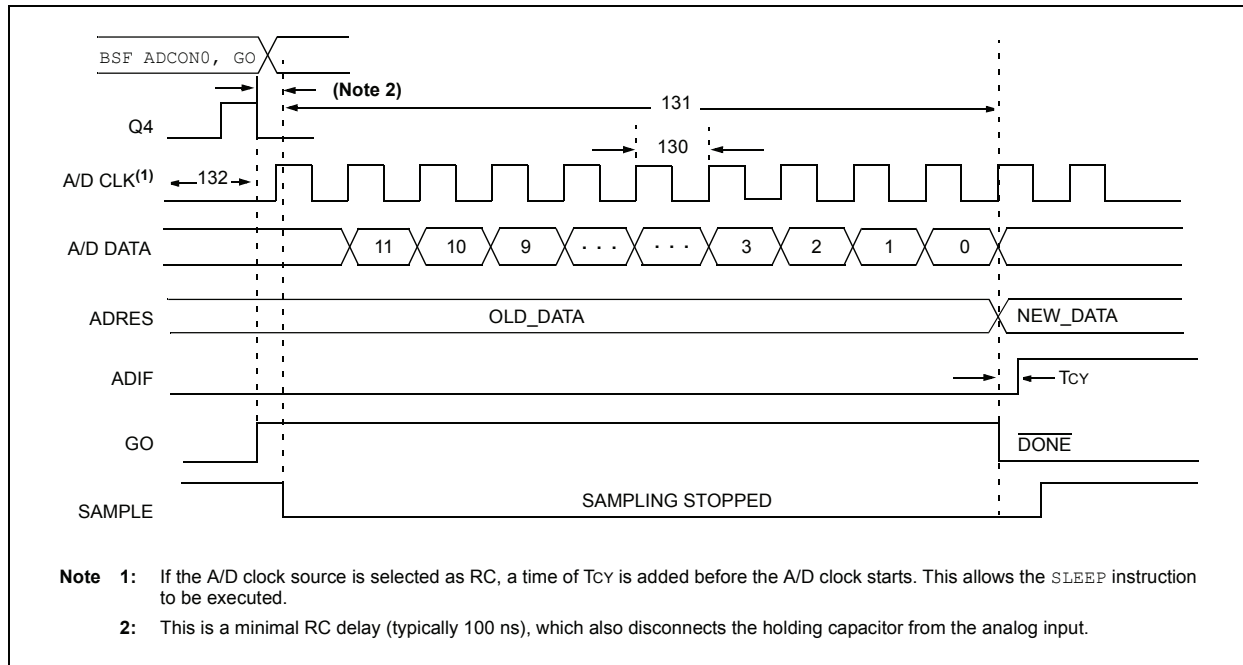 BSF ADCON0, GO
(Note 2)
131
Q4
130
A/D CLK(1)
132
A/D DATA
11 10 9 . . . . . . 3 2 1 0
ADRES
OLD_DATA
NEW_DATA
ADIF
TCY
GO
DONE
SAMPLE
SAMPLING STOPPED
Note 1: If the A/D clock source is selected as RC, a time of TCY is added before the A/D clock starts. This allows the SLEEP instruction
to be executed.
2: This is a minimal RC delay (typically 100 ns), which also disconnects the holding capacitor from the analog input.